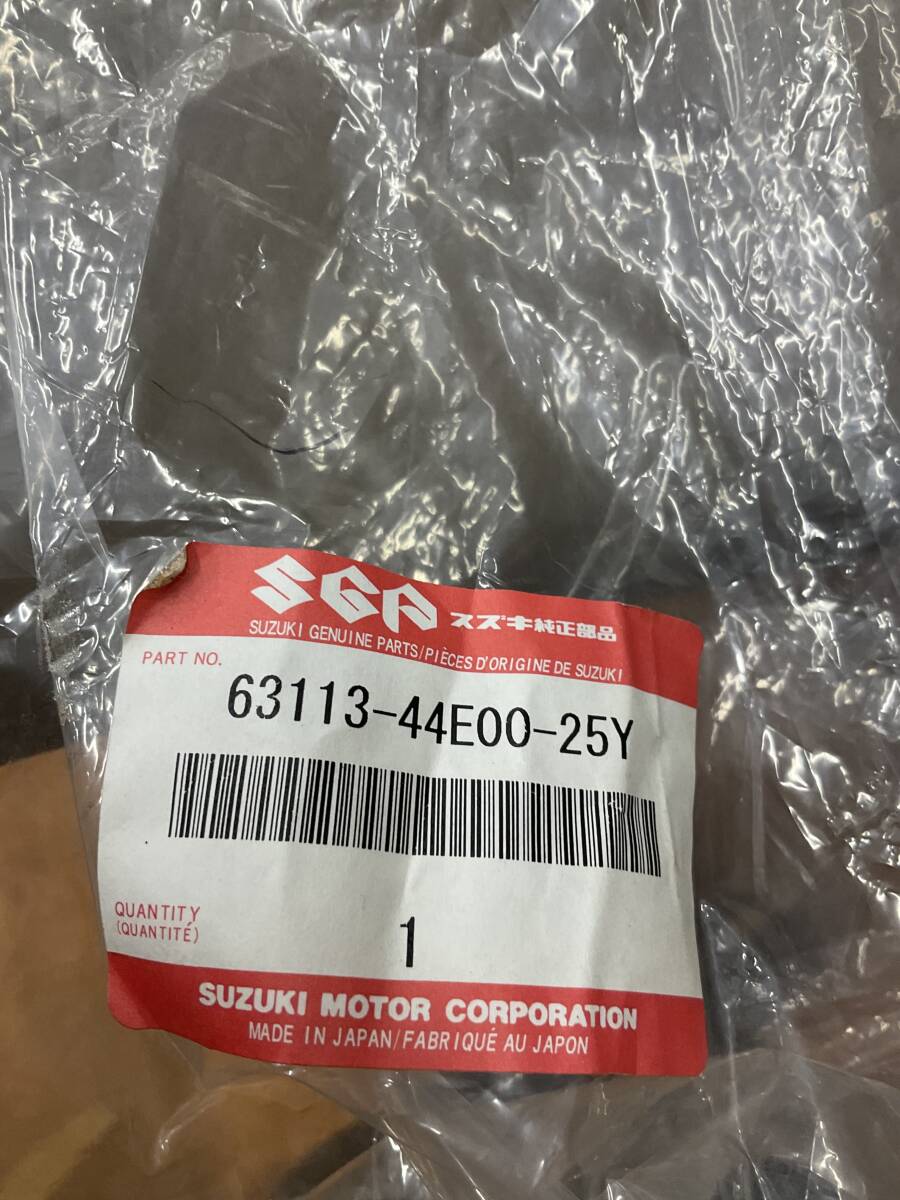 SGP スズキ純正部品
SUZUKI GENUINE PARTS/PIÈCES D'ORIGINE DE SUZUKI
PART NO.
63113-44E00-25Y
QUANTITY
(QUANTITÉ)
1
SUZUKI MOTOR CORPORATION
MADE IN JAPAN/FABRIQUÉ AU JAPON